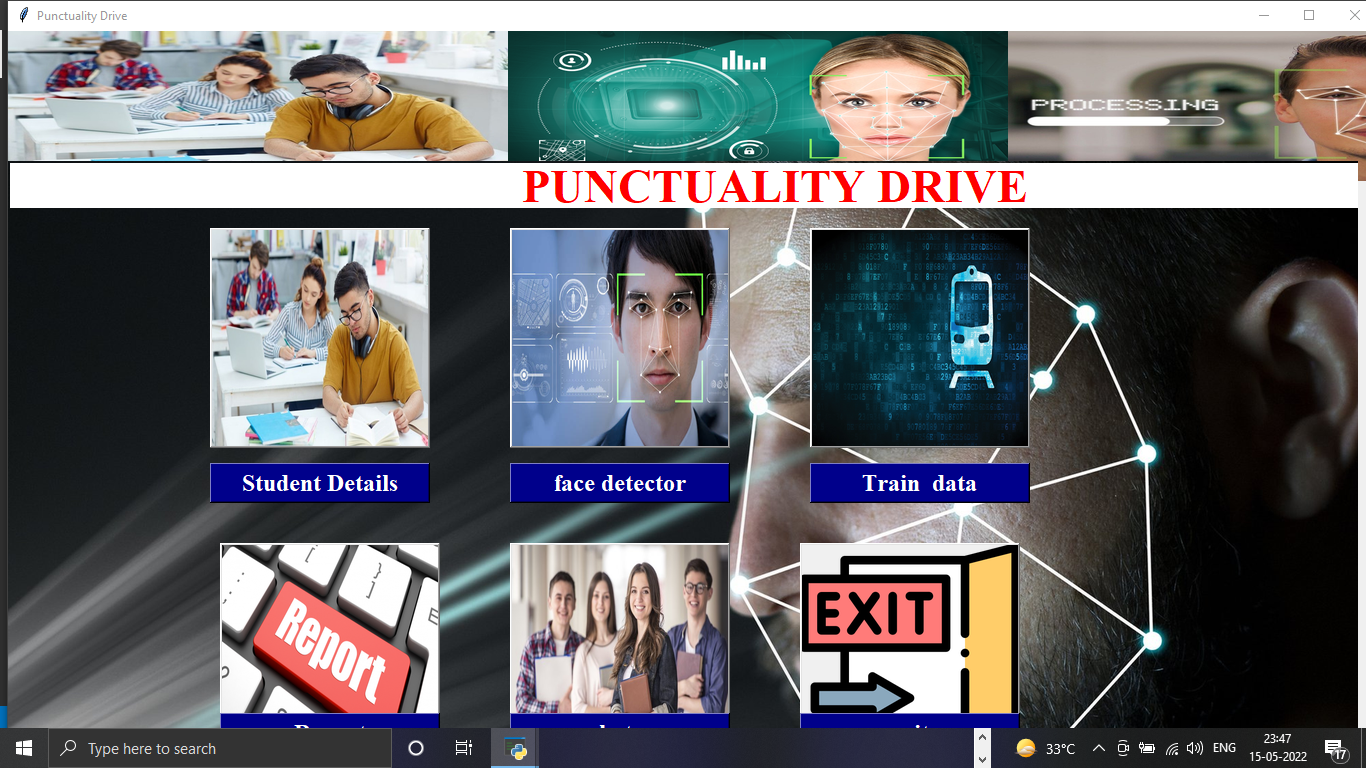 Punctuality Drive
PROCESSING
PUNCTUALITY DRIVE
Student Details
face detector
Train data
Report
EXIT
Type here to search
33°C
ENG
23:47
15-05-2022
17